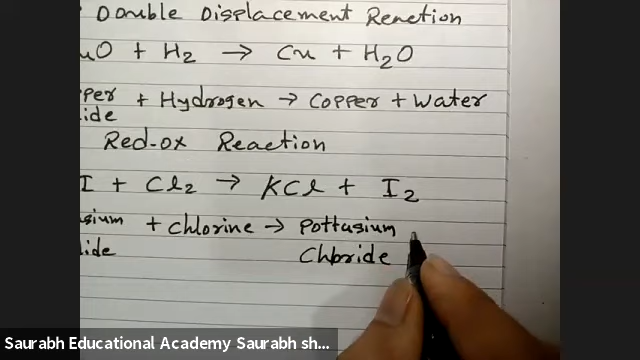 Double Displacement Reaction
uO + H2 → Cu + H2O
pper + Hydrogen → Copper + Water
ide
Red-ox Reaction
I + Cl2 → KCl + I2
sium + chlorine → Pottasium
ide Chloride
Saurabh Educational Academy Saurabh sh...